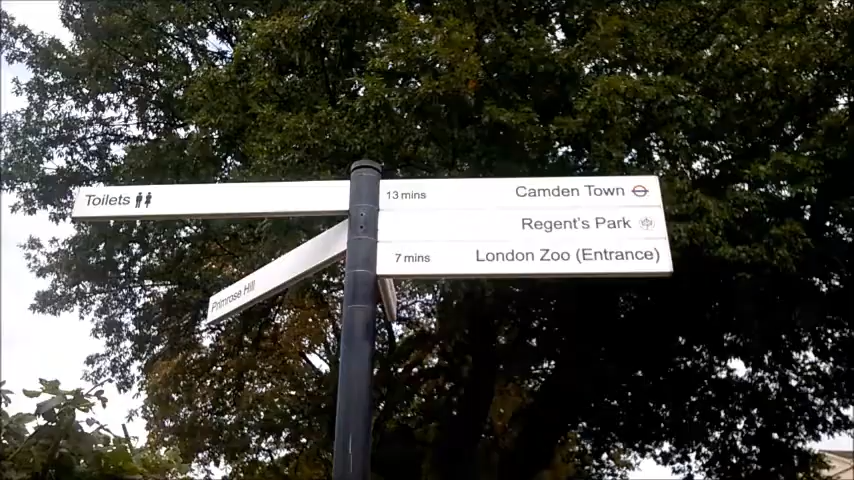 Toilets
13 mins Camden Town
Regent's Park
7 mins London Zoo (Entrance)
Primrose Hill